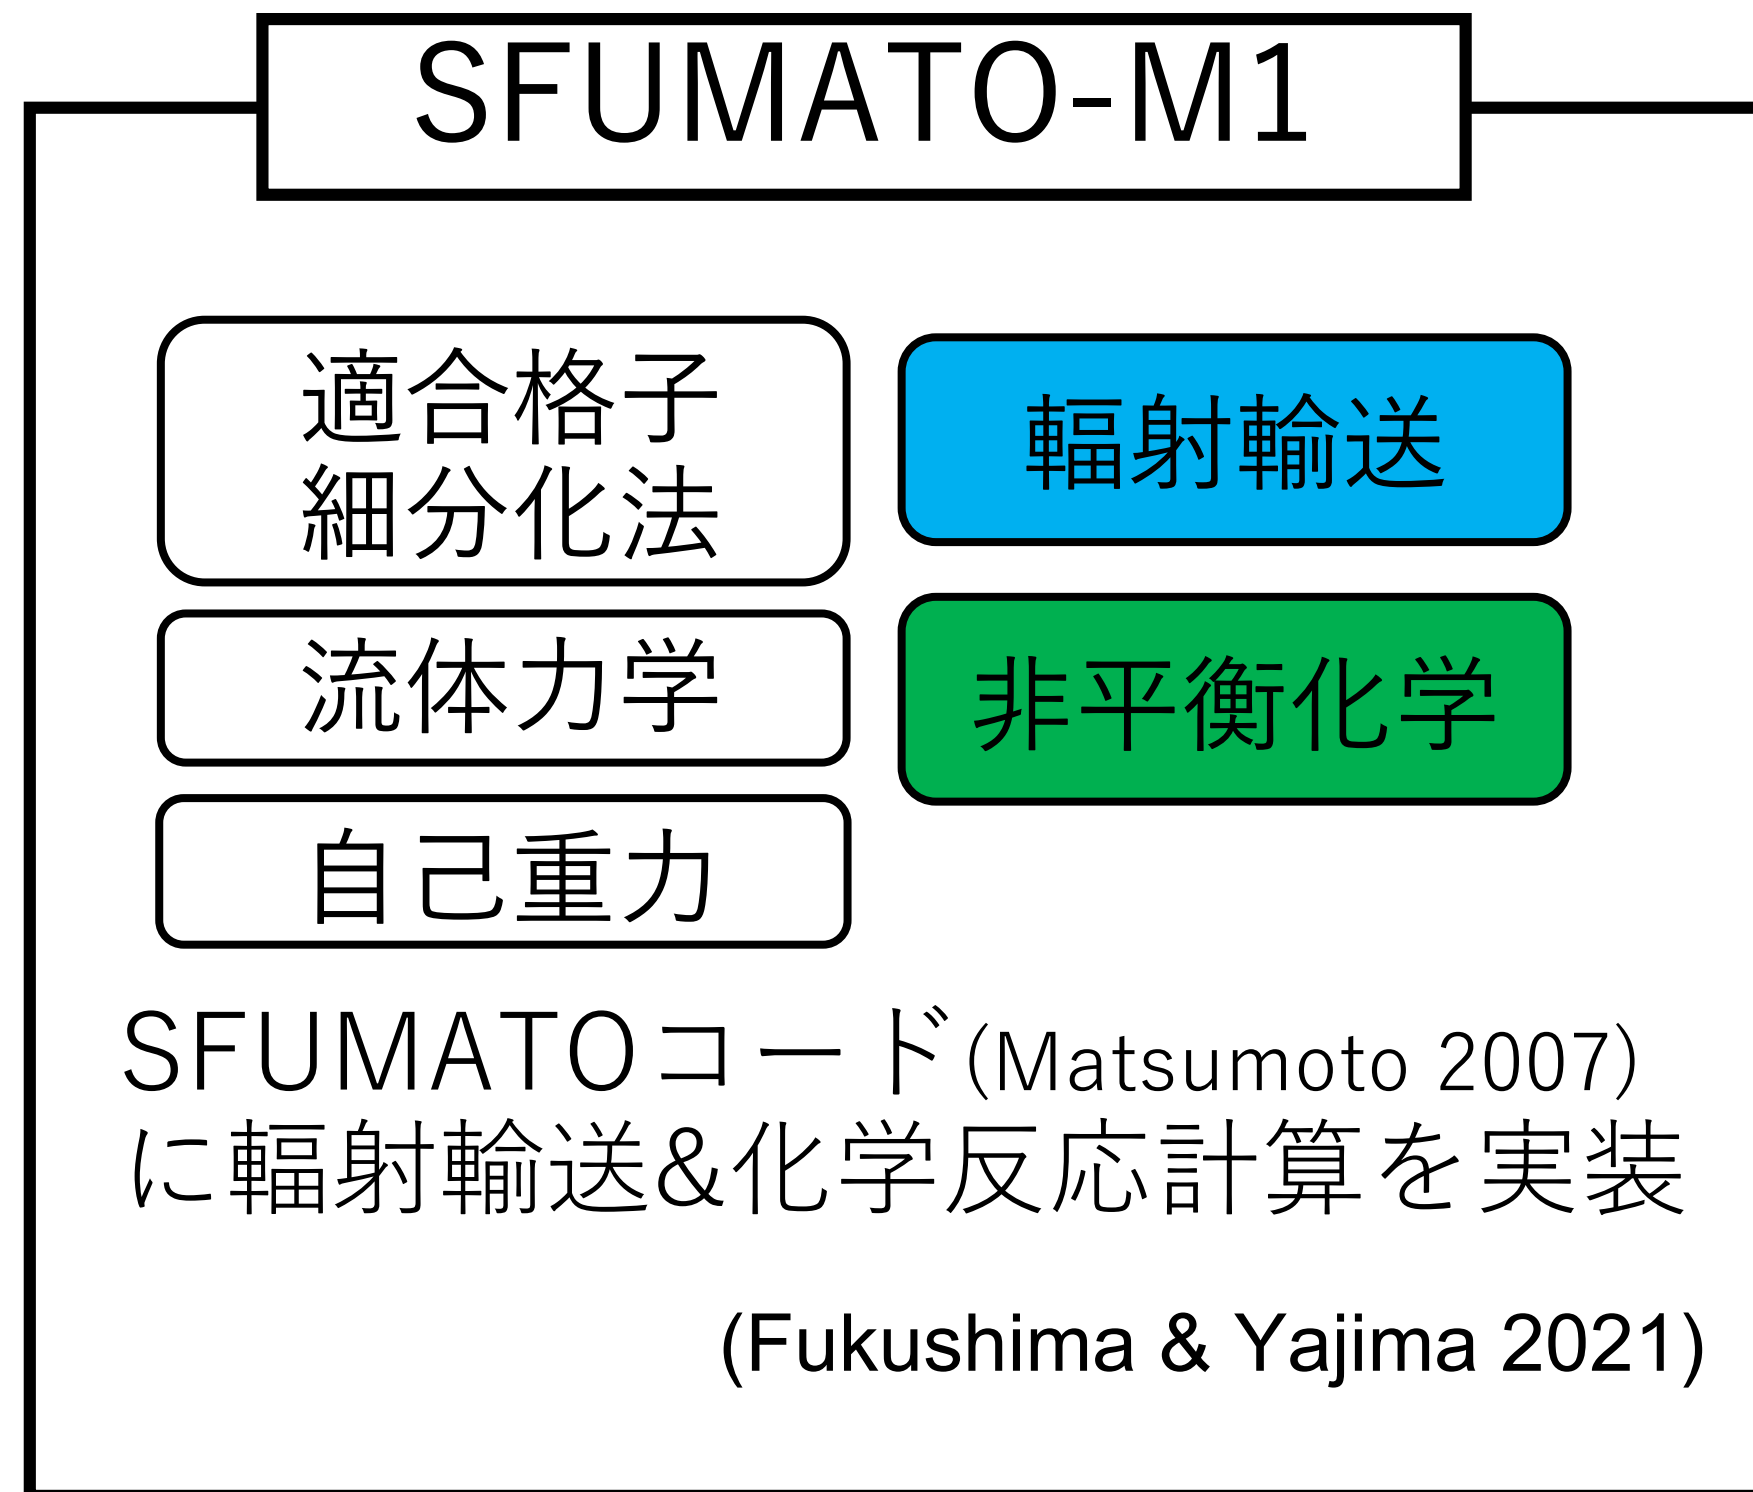 SFUMATO-M1
適合格子
細分化法
流体力学
自己重力
輻射輸送
非平衡化学
SFUMATOコード(Matsumoto 2007)
に輻射輸送&化学反応計算を実装
(Fukushima & Yajima 2021)